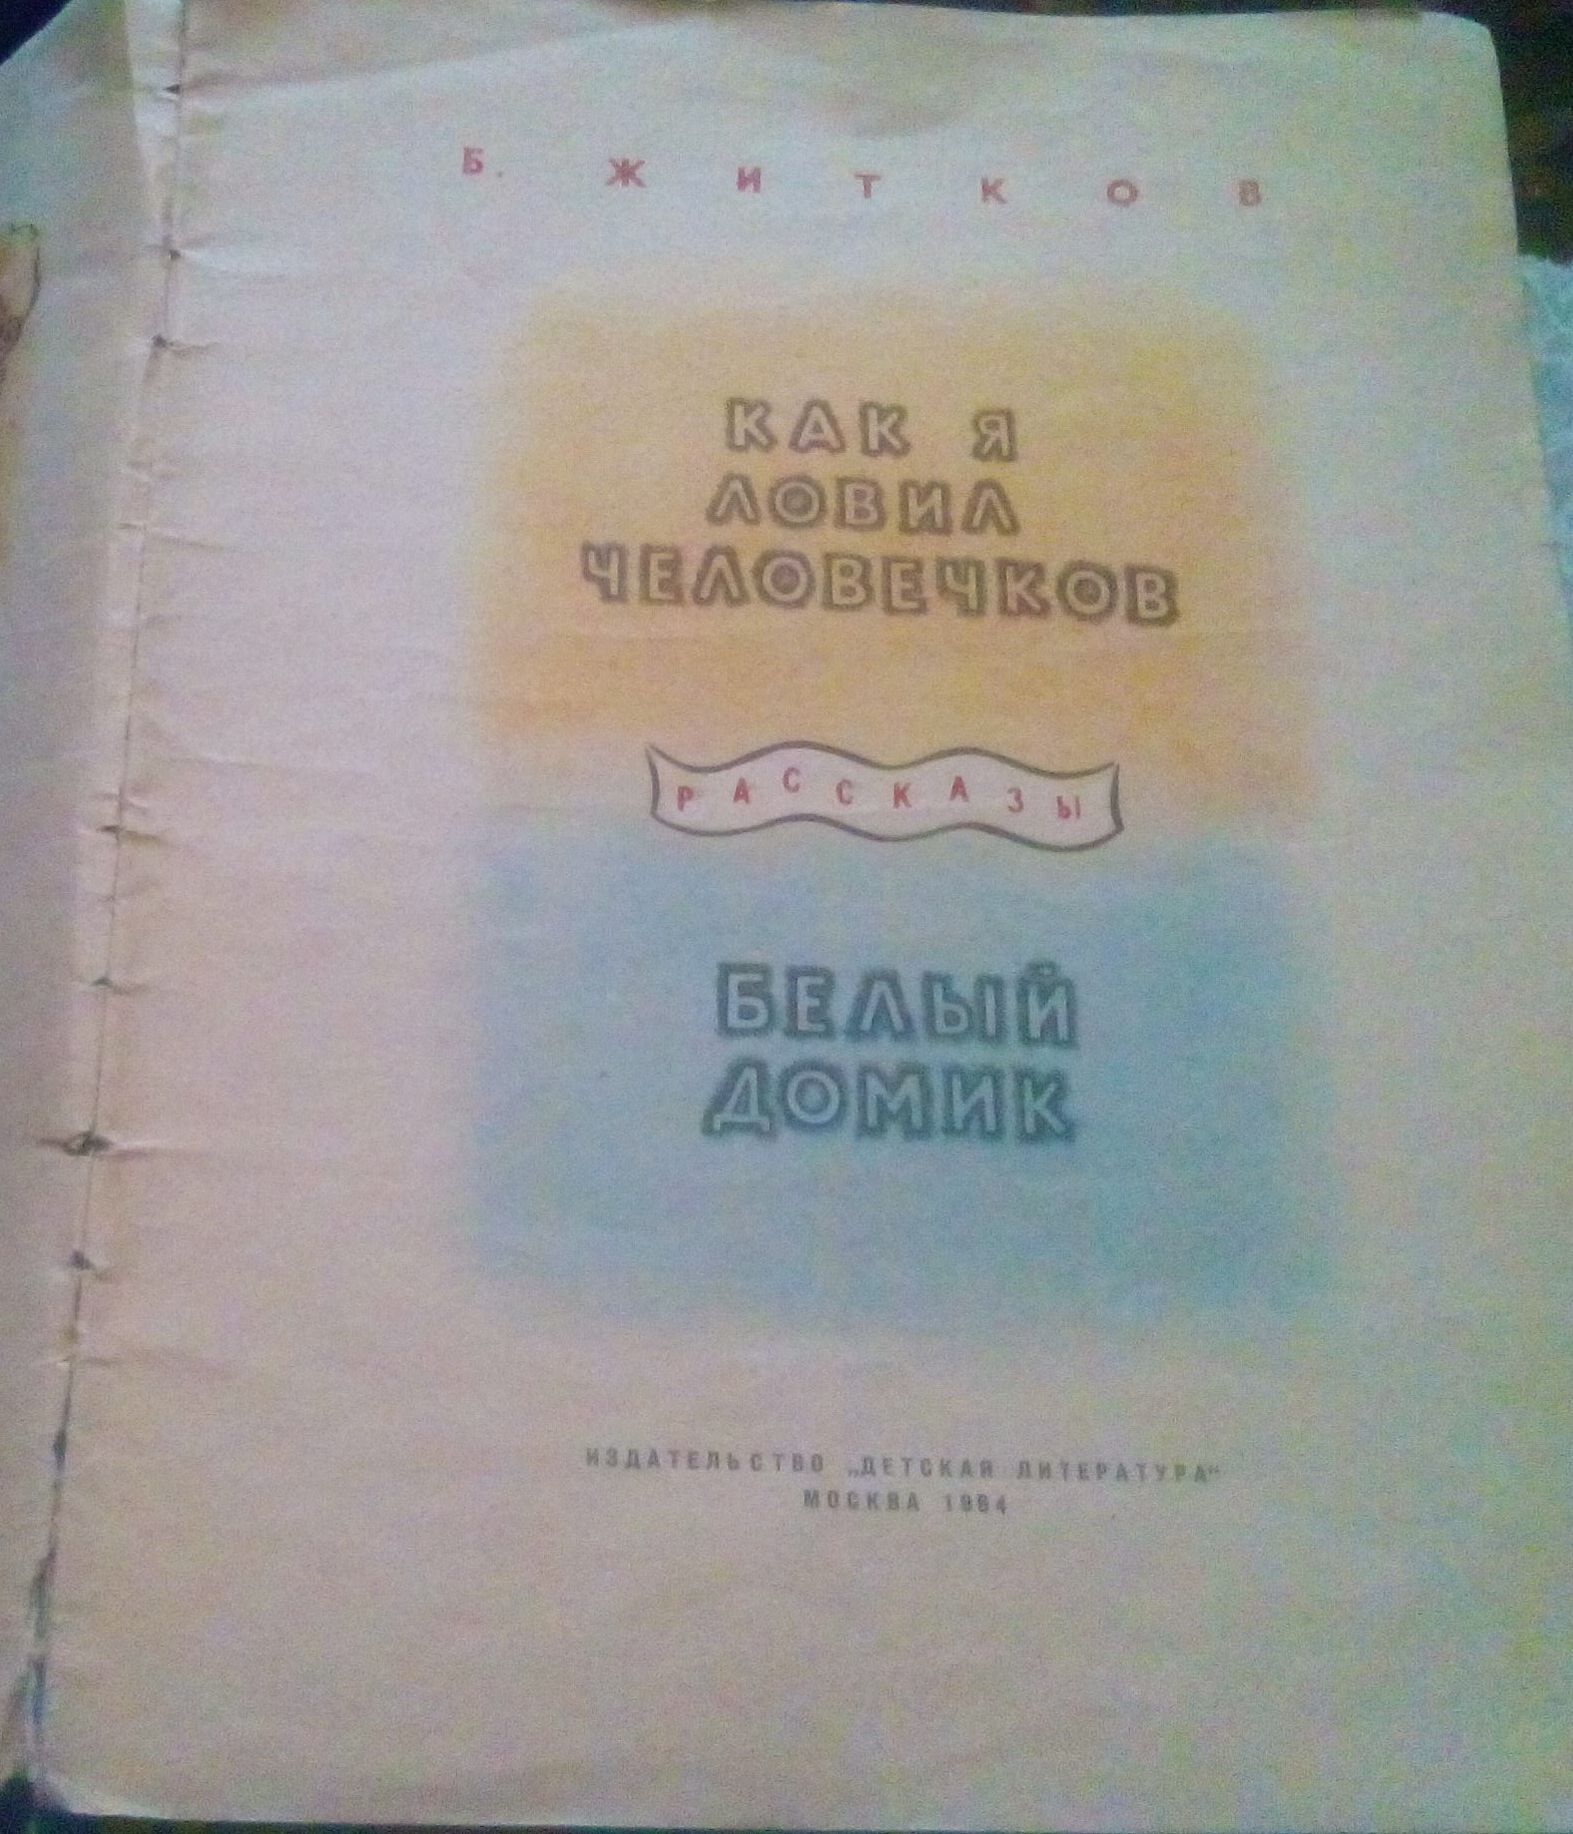 Б. ЖИТКОВ
КАК Я
ЛОВИЛ
ЧЕЛОВЕЧКОВ
РАССКАЗЫ
БЕЛЫЙ
ДОМИК
ИЗДАТЕЛЬСТВО „ДЕТСКАЯ ЛИТЕРАТУРА“
МОСКВА